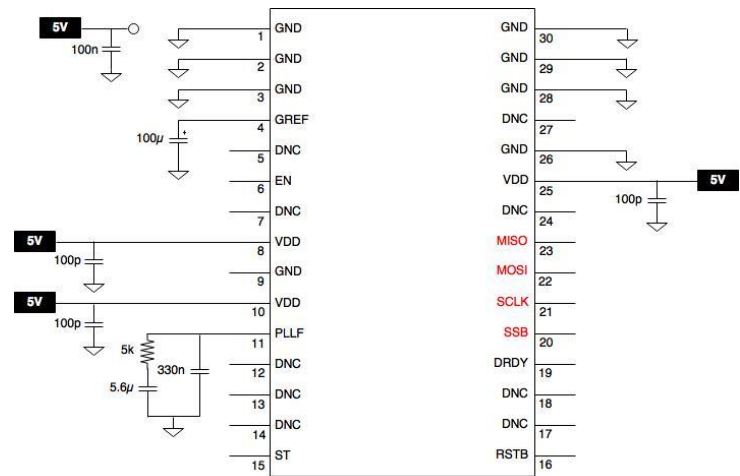 5V
100n
GND
1
GND
2
GND
3
GREF
4
100µ
+
DNC
5
EN
6
DNC
7
5V
VDD
8
100p
GND
9
5V
VDD
10
100p
PLLF
11
5k
330n
5.6µ
DNC
12
DNC
13
DNC
14
ST
15
GND
30
GND
29
GND
28
DNC
27
GND
26
VDD
25
5V
100p
DNC
24
MISO
23
MOSI
22
SCLK
21
SSB
20
DRDY
19
DNC
18
DNC
17
RSTB
16